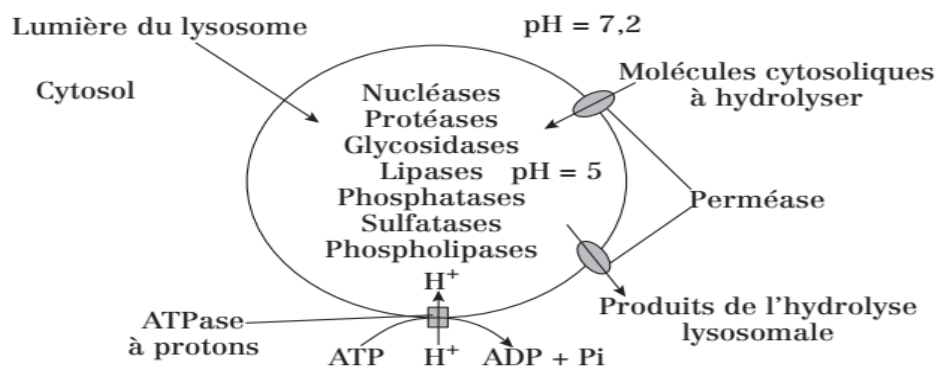 Lumière du lysosome
pH = 7,2
Cytosol
Molécules cytosoliques
à hydrolyser
Nucléases
Protéases
Glycosidases
Lipases pH = 5
Phosphatases
Sulfatases
Phospholipases
Perméase
H⁺
Produits de l'hydrolyse
lysosomale
ATPase
à protons
ATP
H⁺
ADP + Pi